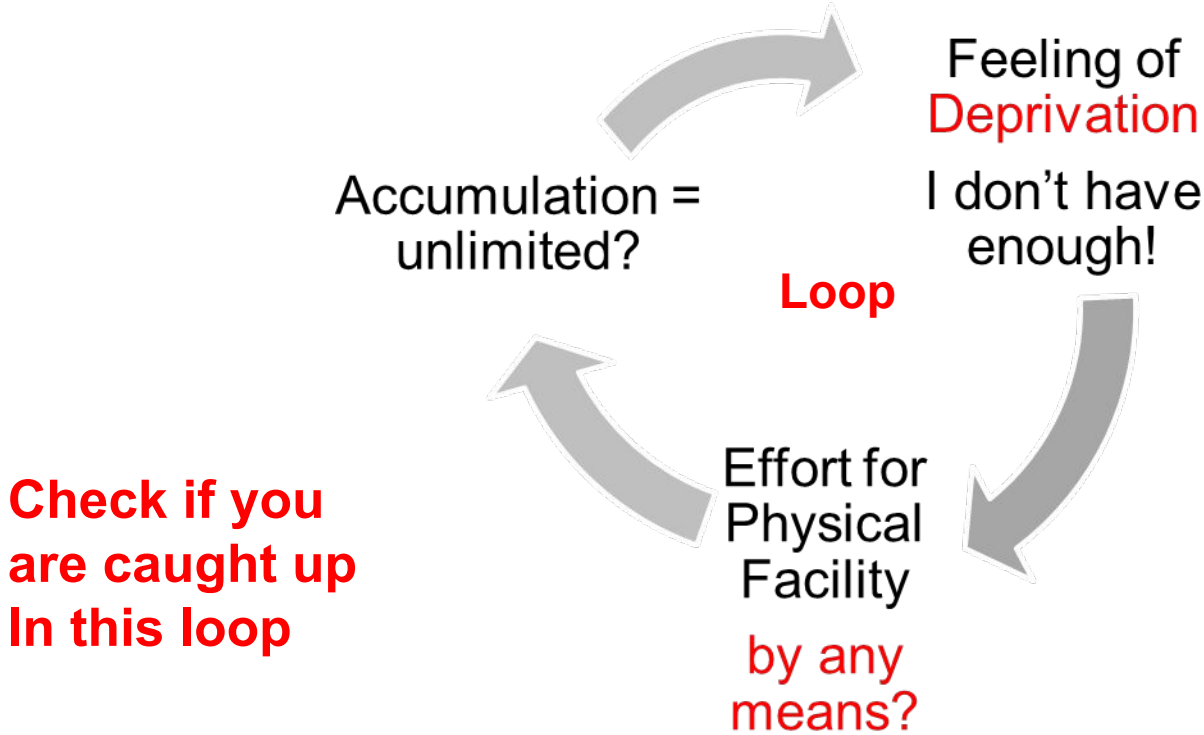 Feeling of
Deprivation
I don’t have
enough!
Accumulation =
unlimited?
Loop
Effort for
Physical
Facility
by any
means?
Check if you
are caught up
In this loop